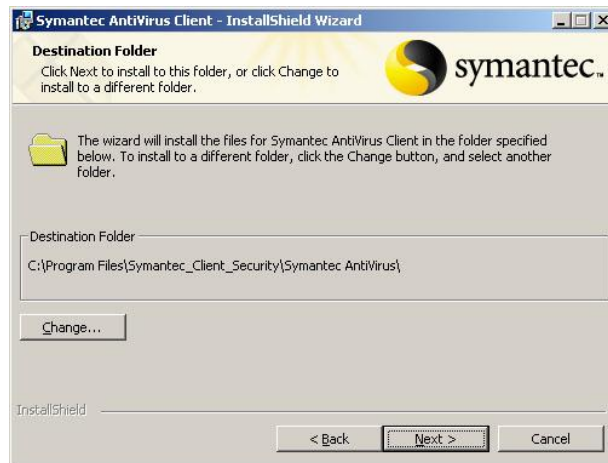 Symantec AntiVirus Client - InstallShield Wizard
Destination Folder
Click Next to install to this folder, or click Change to
install to a different folder.
symantec.
The wizard will install the files for Symantec AntiVirus Client in the folder specified
below. To install to a different folder, click the Change button, and select another
folder.
Destination Folder
C:\Program Files\Symantec_Client_Security\Symantec AntiVirus\
Change...
InstallShield
< Back Next > Cancel